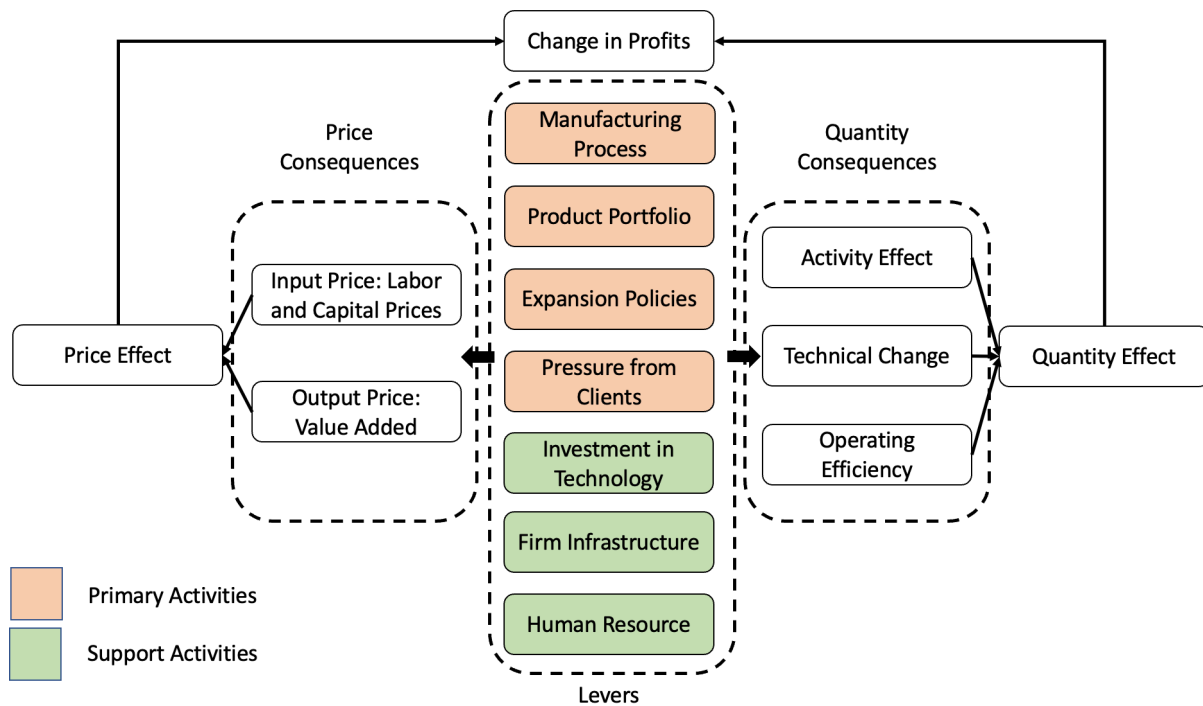 Change in Profits
Price
Consequences
Input Price: Labor
and Capital Prices
Output Price:
Value Added
Price Effect
Manufacturing
Process
Product Portfolio
Expansion Policies
Pressure from
Clients
Investment in
Technology
Firm Infrastructure
Human Resource
Levers
Quantity
Consequences
Activity Effect
Technical Change
Operating
Efficiency
Quantity Effect
Primary Activities
Support Activities